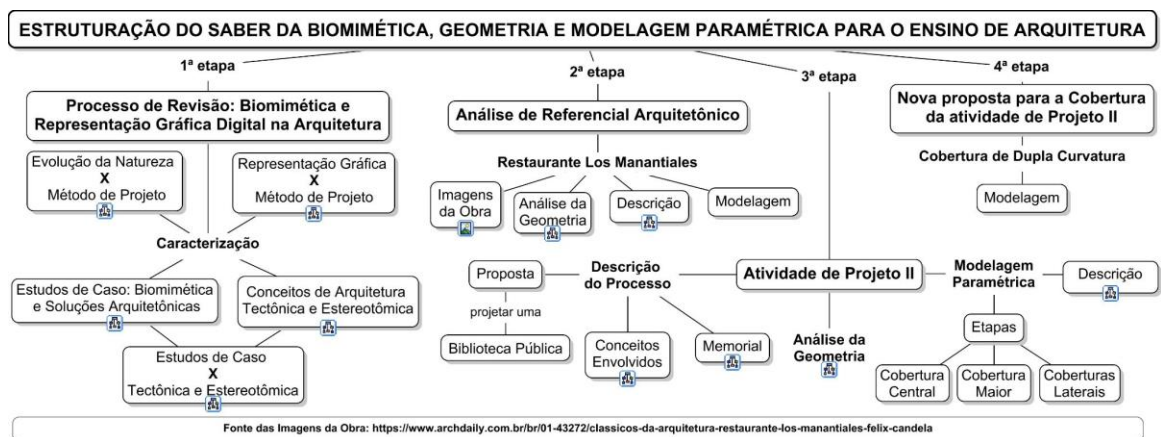 ESTRUTURAÇÃO DO SABER DA BIOMIMÉTICA, GEOMETRIA E MODELAGEM PARAMÉTRICA PARA O ENSINO DE ARQUITETURA
1ª etapa
Processo de Revisão: Biomimética e
Representação Gráfica Digital na Arquitetura
Evolução da Natureza
X
Método de Projeto
Representação Gráfica
X
Método de Projeto
Caracterização
Estudos de Caso: Biomimética
e Soluções Arquitetônicas
Conceitos de Arquitetura
Tectônica e Estereotômica
Estudos de Caso
X
Tectônica e Estereotômica
2ª etapa
Análise de Referencial Arquitetônico
Restaurante Los Manantiales
Imagens
da Obra
Análise da
Geometria
Descrição
Modelagem
3ª etapa
Atividade de Projeto II
Descrição
do Processo
Proposta
projetar uma
Biblioteca Pública
Conceitos
Envolvidos
Memorial
Análise da
Geometria
Modelagem
Paramétrica
Descrição
Etapas
Cobertura
Central
Cobertura
Maior
Coberturas
Laterais
4ª etapa
Nova proposta para a Cobertura
da atividade de Projeto II
Cobertura de Dupla Curvatura
Modelagem
Fonte das Imagens da Obra: https://www.archdaily.com.br/br/01-43272/classicos-da-arquitetura-restaurante-los-manantiales-felix-candela